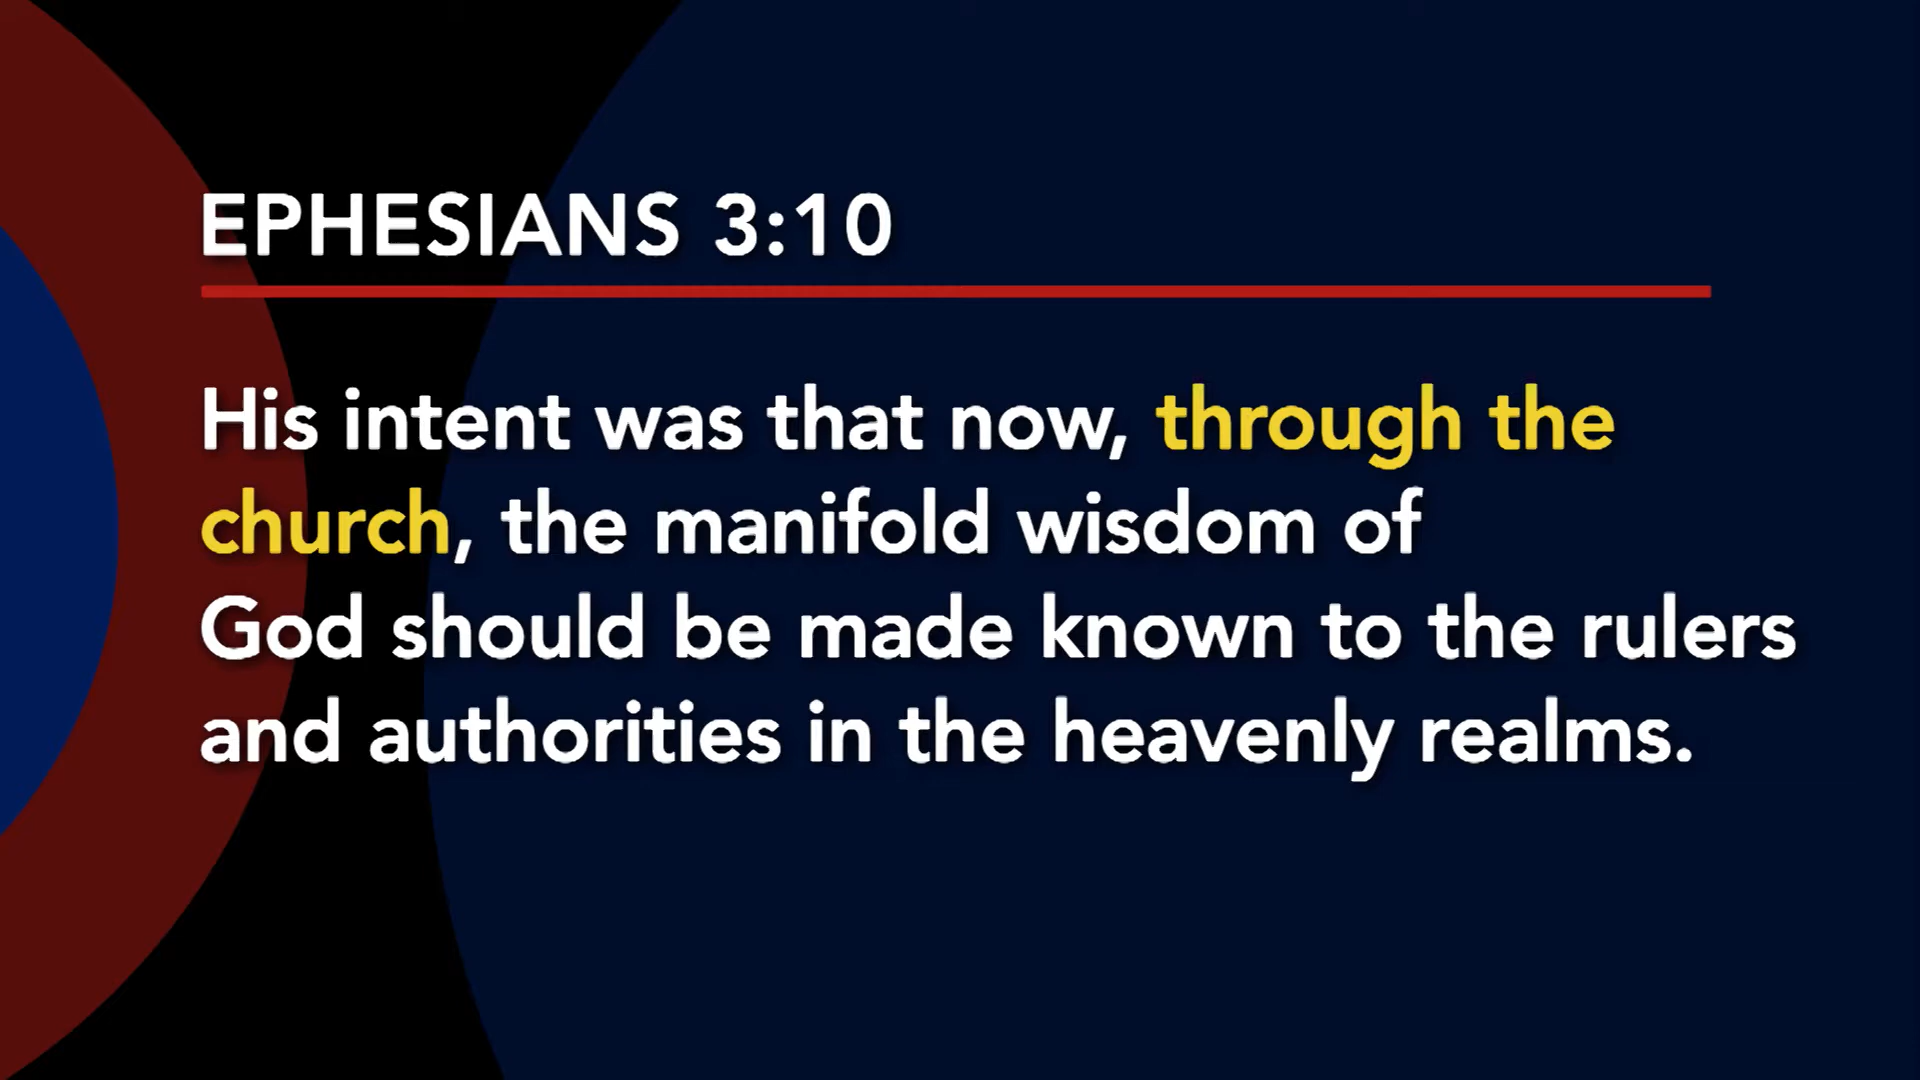 EPHESIANS 3:10
His intent was that now, through the
church, the manifold wisdom of
God should be made known to the rulers
and authorities in the heavenly realms.